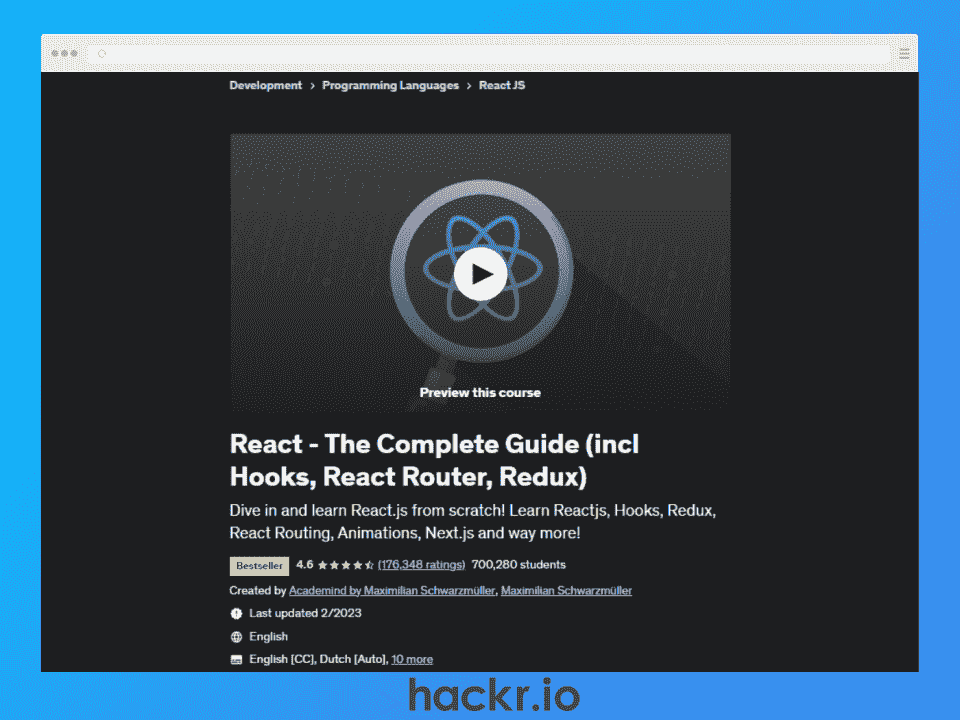 Development > Programming Languages > React JS
Preview this course
React - The Complete Guide (incl
Hooks, React Router, Redux)
Dive in and learn React.js from scratch! Learn Reactjs, Hooks, Redux,
React Routing, Animations, Next.js and way more!
Bestseller 4.6 (176,348 ratings) 700,280 students
Created by Academind by Maximilian Schwarzmüller, Maximilian Schwarzmüller
Last updated 2/2023
English
English [CC], Dutch [Auto], 10 more
hackr.io